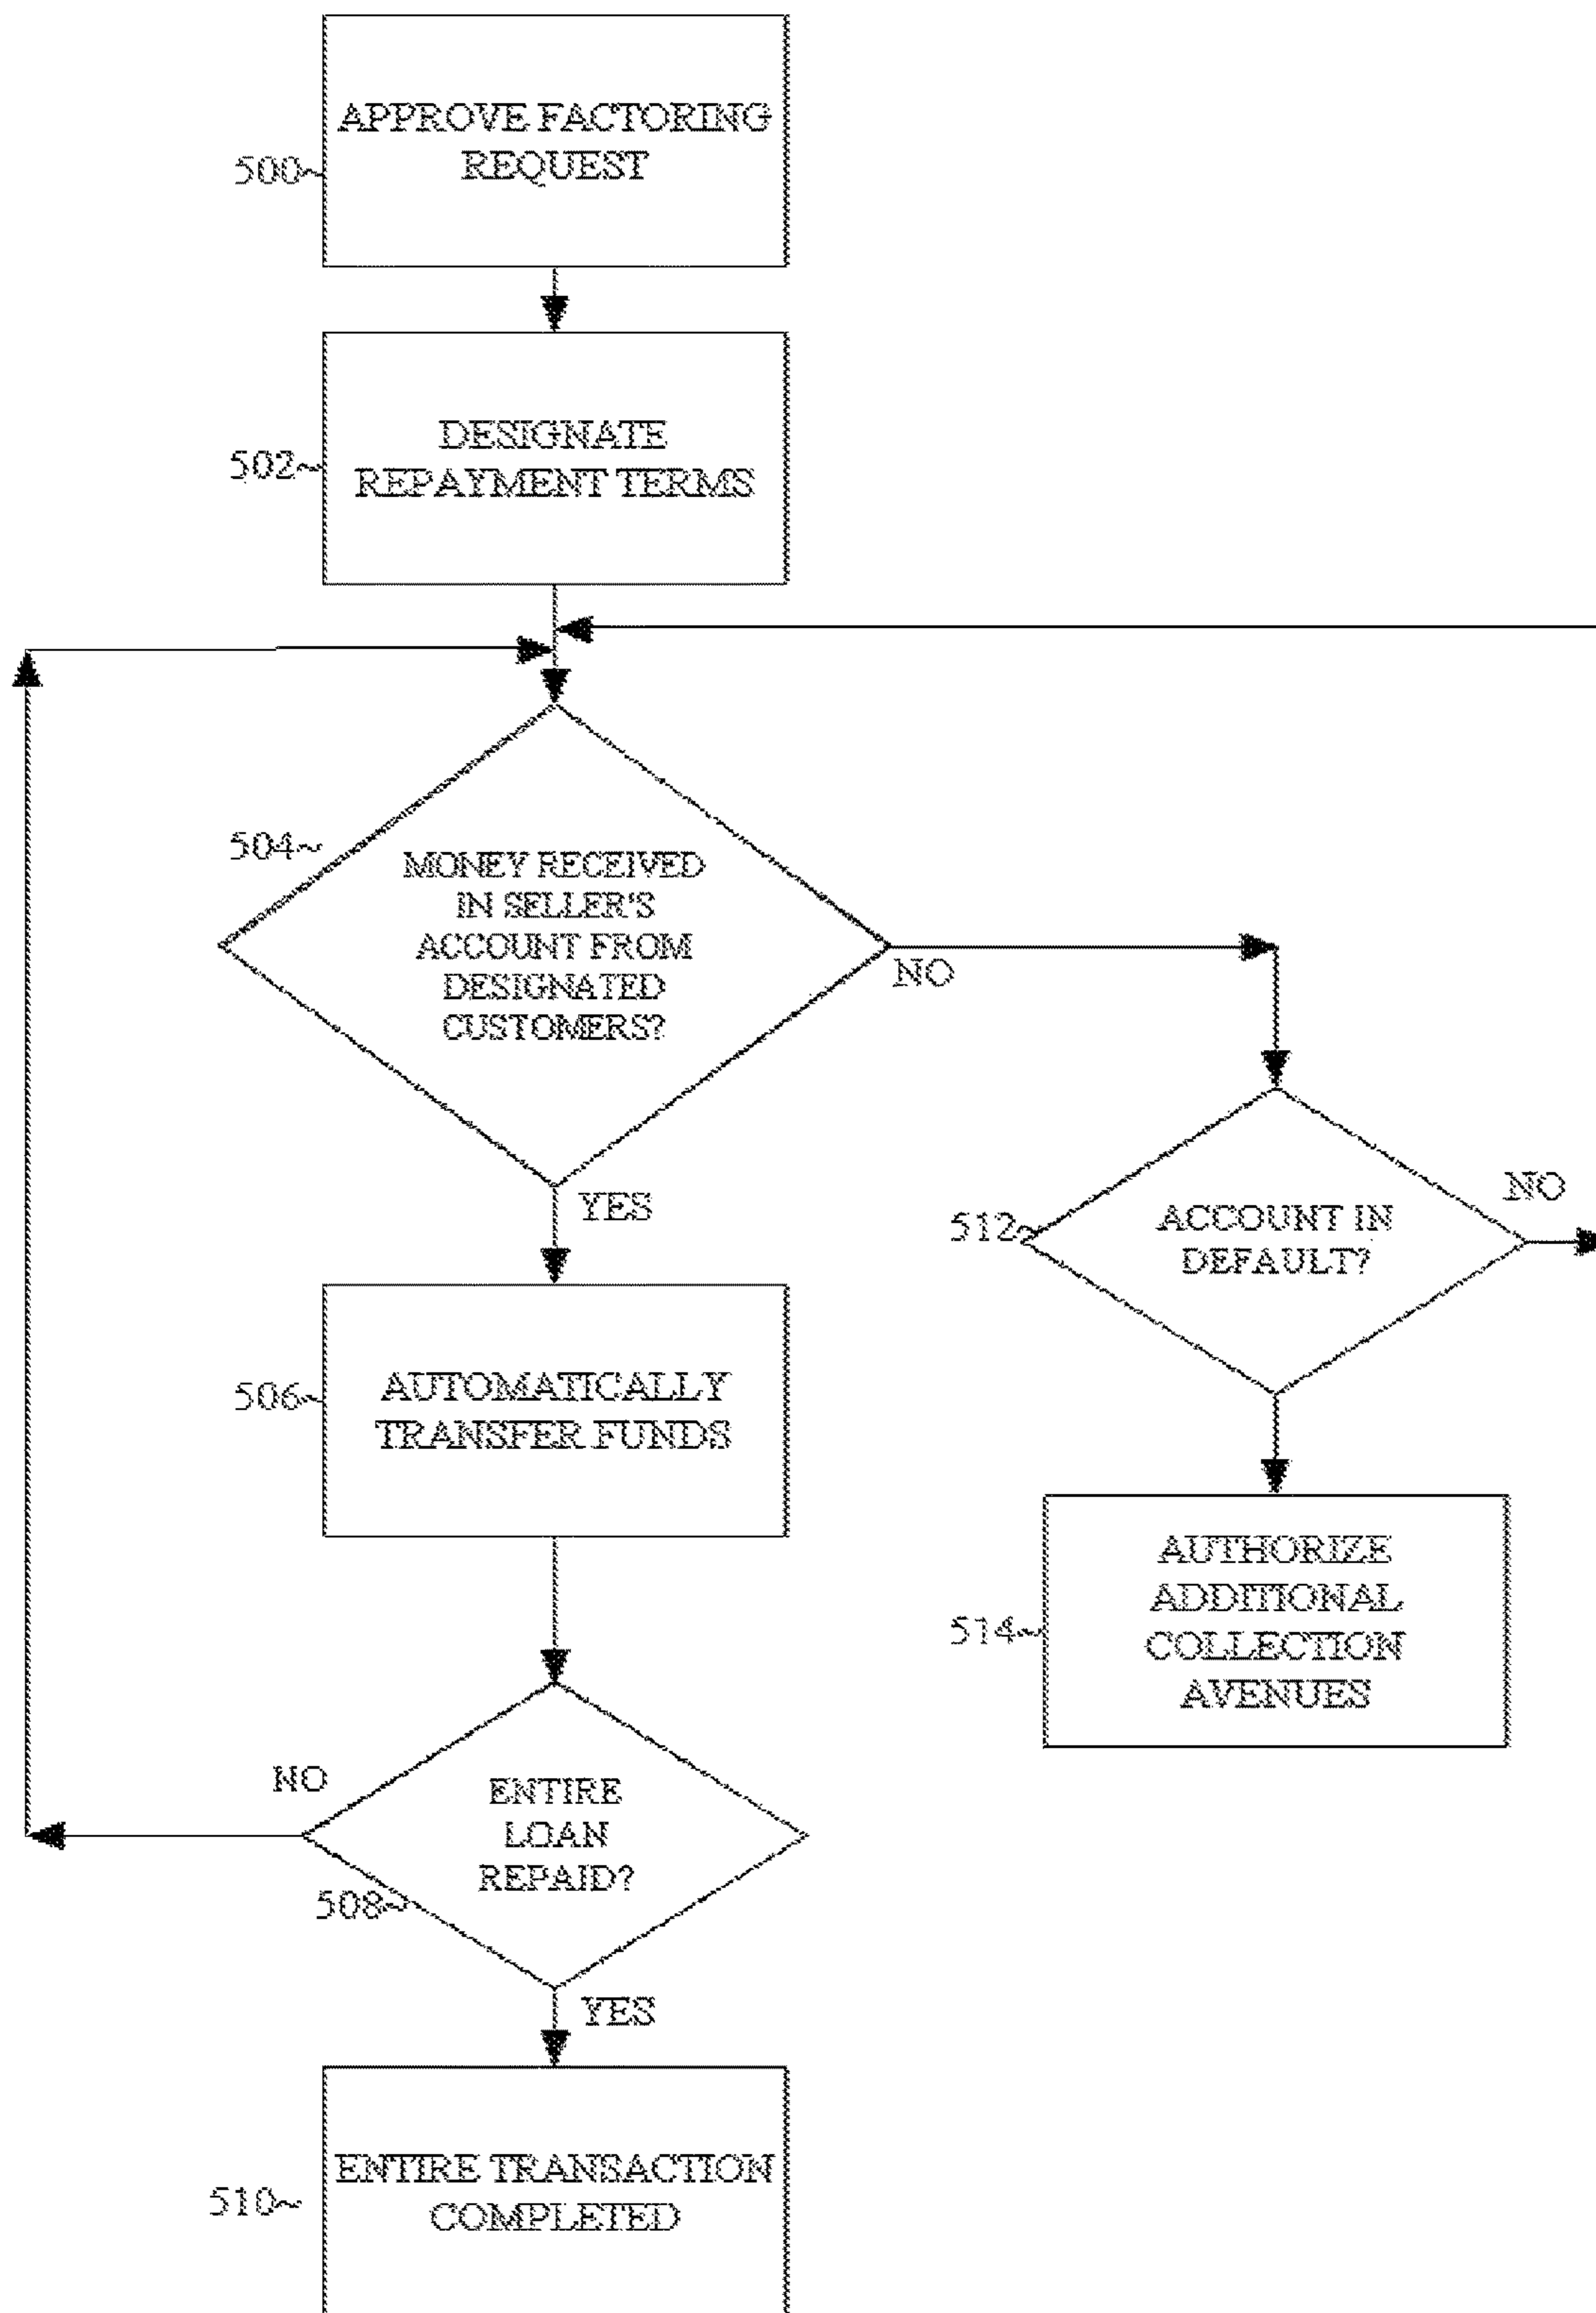 APPROVE FACTORING
REQUEST
500~
DESIGNATE
REPAYMENT TERMS
502~
504~
MONEY RECEIVED
IN SELLER'S
ACCOUNT FROM
DESIGNATED
CUSTOMERS?
NO
YES
512~
ACCOUNT IN
DEFAULT?
NO
506~
AUTOMATICALLY
TRANSFER FUNDS
514~
AUTHORIZE
ADDITIONAL
COLLECTION
AVENUES
NO
ENTIRE
LOAN
REPAID?
508~
YES
510~
ENTIRE TRANSACTION
COMPLETED